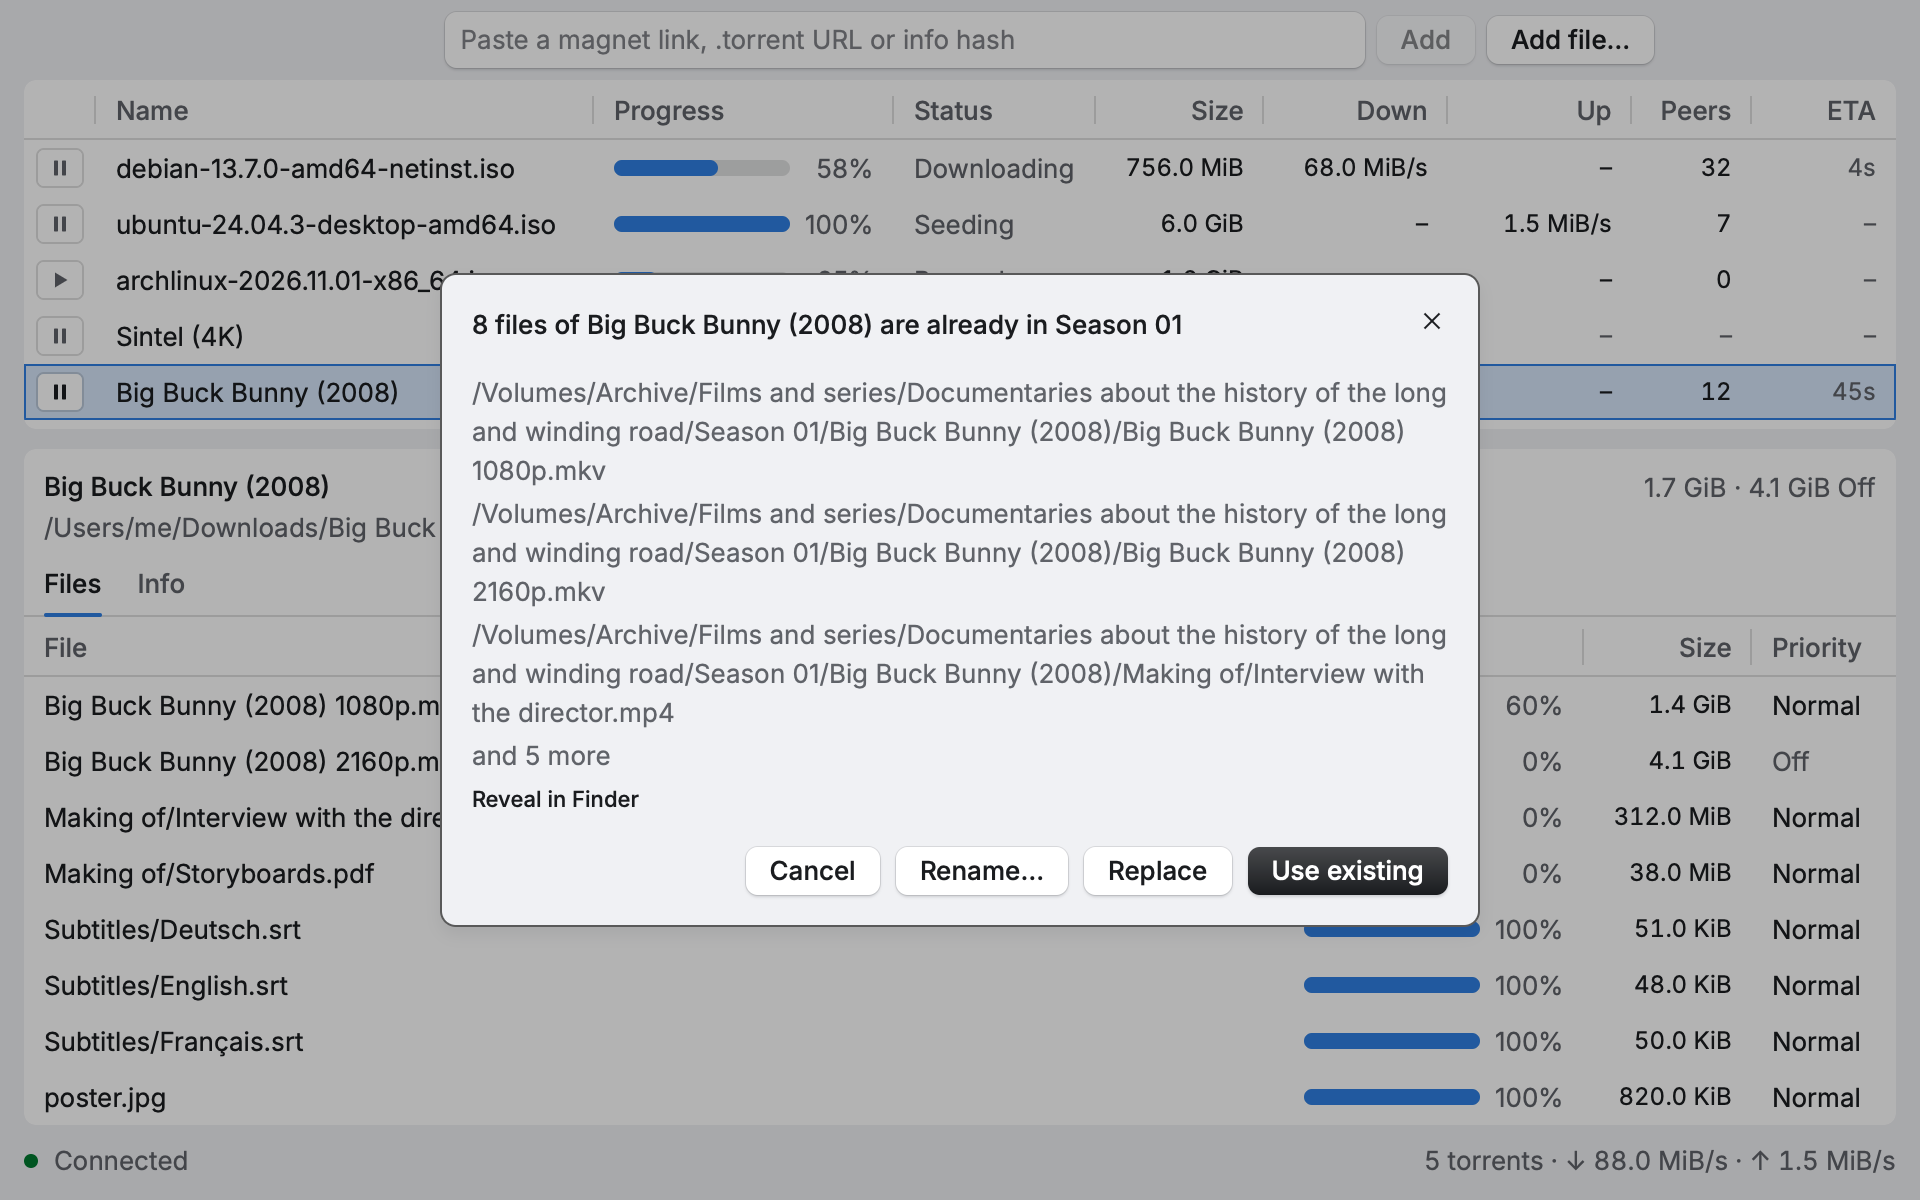 Paste a magnet link, .torrent URL or info hash
Add
Add file...
Name Progress Status Size Down Up Peers ETA
debian-13.7.0-amd64-netinst.iso 58% Downloading 756.0 MiB 68.0 MiB/s – 32 4s
ubuntu-24.04.3-desktop-amd64.iso 100% Seeding 6.0 GiB – 1.5 MiB/s 7 –
archlinux-2026.11.01-x86_64 – 0 –
Sintel (4K) – – –
Big Buck Bunny (2008) – 12 45s
8 files of Big Buck Bunny (2008) are already in Season 01
/Volumes/Archive/Films and series/Documentaries about the history of the long
and winding road/Season 01/Big Buck Bunny (2008)/Big Buck Bunny (2008)
1080p.mkv
/Volumes/Archive/Films and series/Documentaries about the history of the long
and winding road/Season 01/Big Buck Bunny (2008)/Big Buck Bunny (2008)
2160p.mkv
/Volumes/Archive/Films and series/Documentaries about the history of the long
and winding road/Season 01/Big Buck Bunny (2008)/Making of/Interview with
the director.mp4
and 5 more
Reveal in Finder
Cancel
Rename...
Replace
Use existing
Big Buck Bunny (2008) 1.7 GiB · 4.1 GiB Off
/Users/me/Downloads/Big Buck
Files Info
File Size Priority
Big Buck Bunny (2008) 1080p.m 60% 1.4 GiB Normal
Big Buck Bunny (2008) 2160p.m 0% 4.1 GiB Off
Making of/Interview with the dire 0% 312.0 MiB Normal
Making of/Storyboards.pdf 0% 38.0 MiB Normal
Subtitles/Deutsch.srt 100% 51.0 KiB Normal
Subtitles/English.srt 100% 48.0 KiB Normal
Subtitles/Français.srt 100% 50.0 KiB Normal
poster.jpg 100% 820.0 KiB Normal
Connected
5 torrents · ↓ 88.0 MiB/s · ↑ 1.5 MiB/s